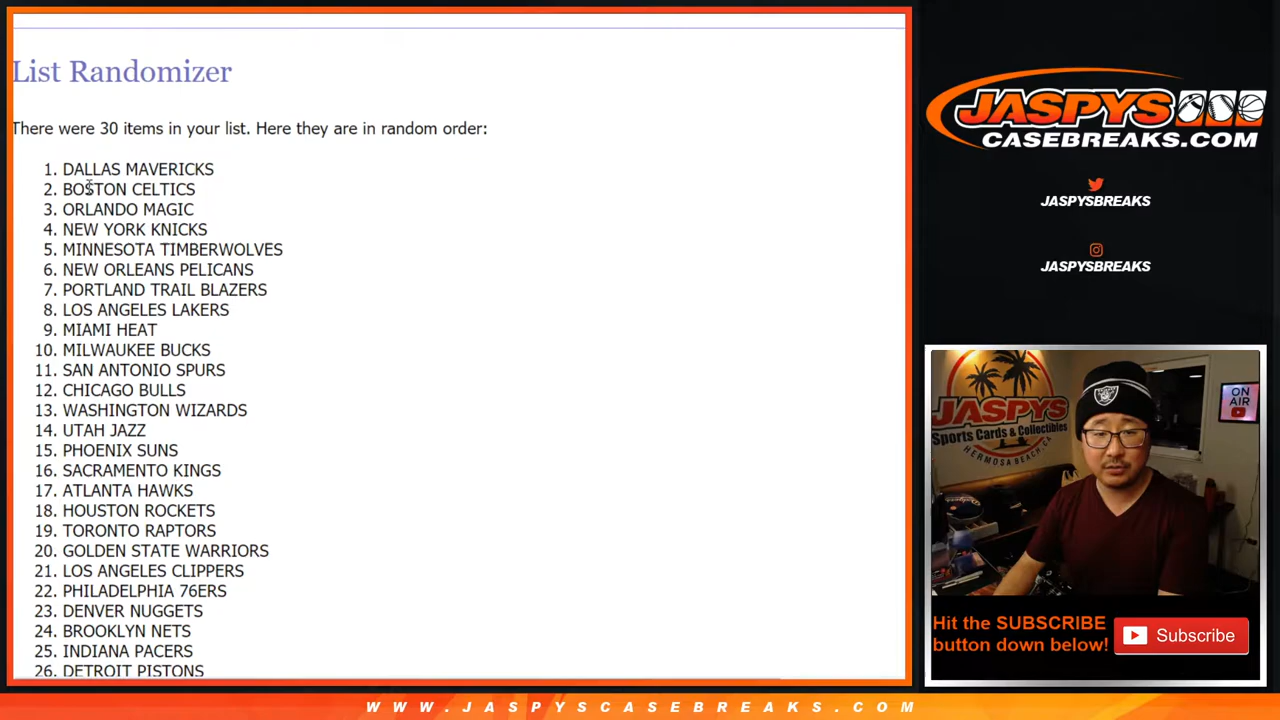 List Randomizer
There were 30 items in your list. Here they are in random order:
1. DALLAS MAVERICKS
2. BOSTON CELTICS
3. ORLANDO MAGIC
4. NEW YORK KNICKS
5. MINNESOTA TIMBERWOLVES
6. NEW ORLEANS PELICANS
7. PORTLAND TRAIL BLAZERS
8. LOS ANGELES LAKERS
9. MIAMI HEAT
10. MILWAUKEE BUCKS
11. SAN ANTONIO SPURS
12. CHICAGO BULLS
13. WASHINGTON WIZARDS
14. UTAH JAZZ
15. PHOENIX SUNS
16. SACRAMENTO KINGS
17. ATLANTA HAWKS
18. HOUSTON ROCKETS
19. TORONTO RAPTORS
20. GOLDEN STATE WARRIORS
21. LOS ANGELES CLIPPERS
22. PHILADELPHIA 76ERS
23. DENVER NUGGETS
24. BROOKLYN NETS
25. INDIANA PACERS
26. DETROIT PISTONS
JASPYS
CASEBREAKS.COM
JASPYSBREAKS
JASPYSBREAKS
JASPYS
Sports Cards & Collectibles
HERMOSA BEACH, CA
ON
AIR
Hit the SUBSCRIBE
button down below!
Subscribe
WWW.JASPYSCASEBREAKS.COM